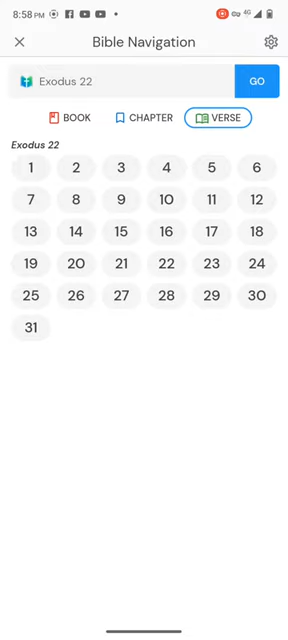 8:58 PM
4G
Bible Navigation
Exodus 22
GO
BOOK
CHAPTER
VERSE
Exodus 22
1 2 3 4 5 6
7 8 9 10 11 12
13 14 15 16 17 18
19 20 21 22 23 24
25 26 27 28 29 30
31